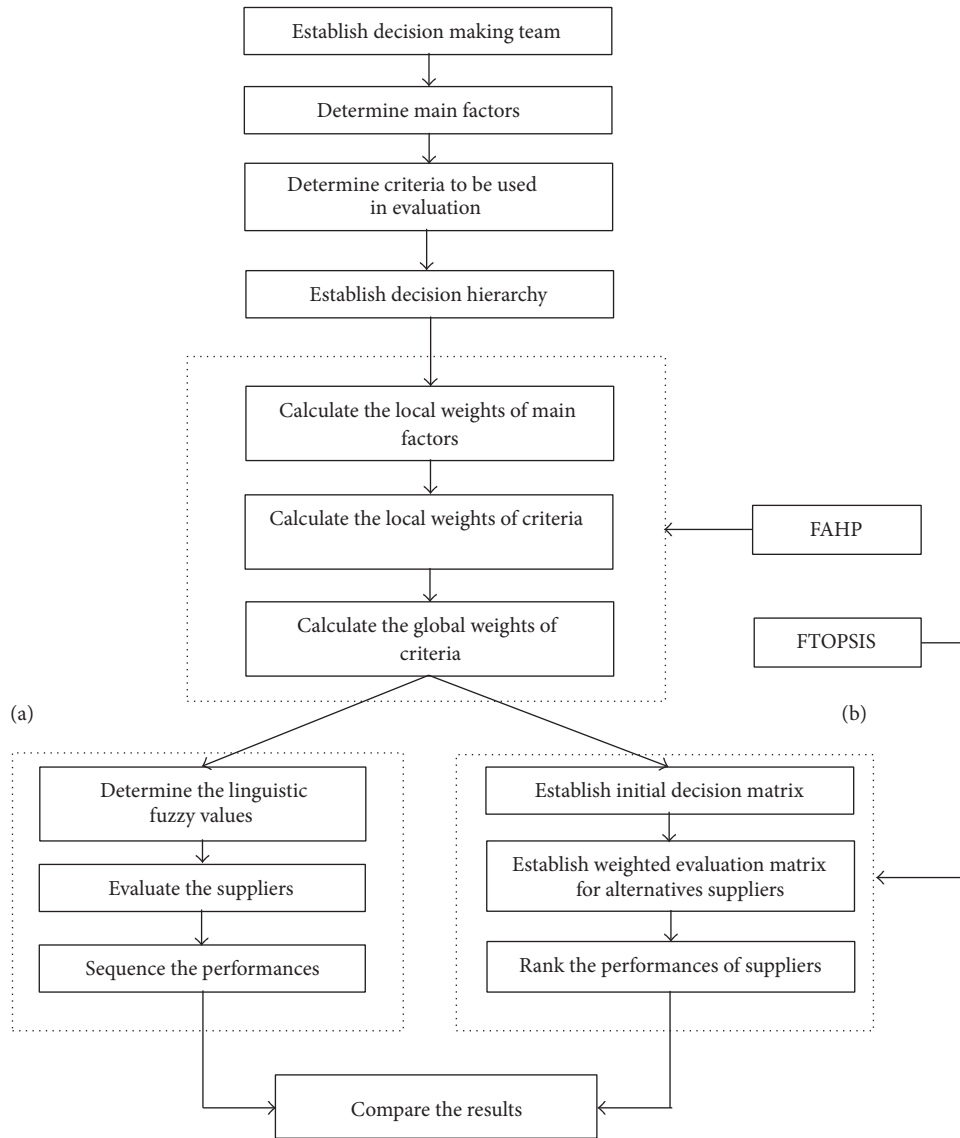 Establish decision making team
Determine main factors
Determine criteria to be used
in evaluation
Establish decision hierarchy
Calculate the local weights of main
factors
Calculate the local weights of criteria
FAHP
Calculate the global weights of
criteria
FTOPSIS
(a)
(b)
Determine the linguistic
fuzzy values
Evaluate the suppliers
Sequence the performances
Establish initial decision matrix
Establish weighted evaluation matrix
for alternatives suppliers
Rank the performances of suppliers
Compare the results